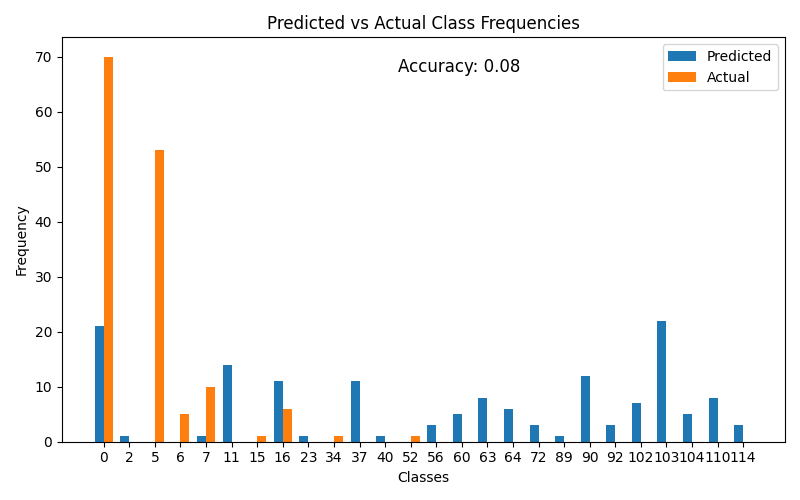 Predicted vs Actual Class Frequencies
Accuracy: 0.08
Predicted
Actual
70
60
50
40
30
20
10
0
Frequency
0 2 5 6 7 11 15 16 23 34 37 40 52 56 60 63 64 72 89 90 92 102 103 104 110 114
Classes